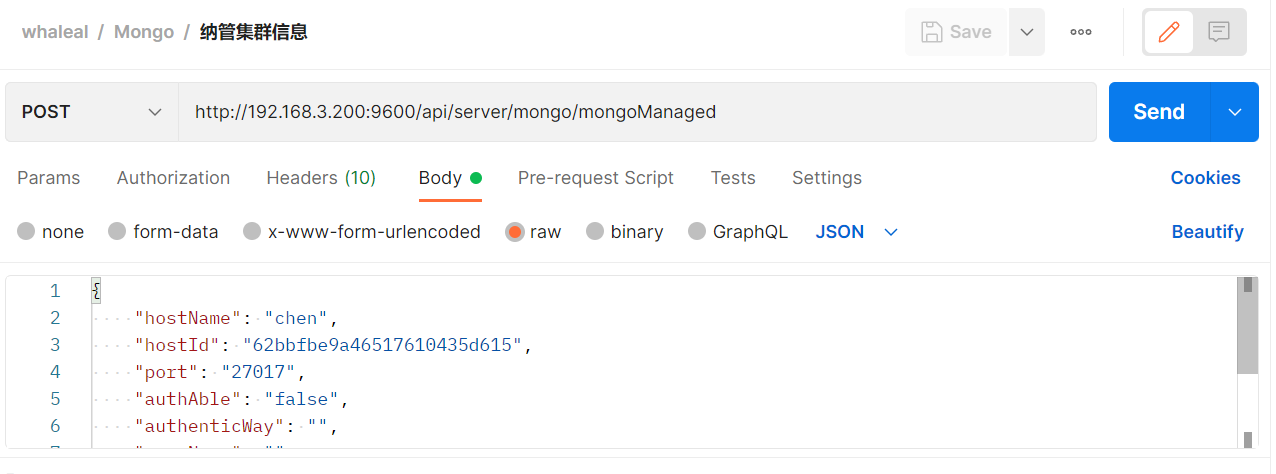 whaleal / Mongo / 纳管集群信息
Save
POST
http://192.168.3.200:9600/api/server/mongo/mongoManaged
Send
Params Authorization Headers (10) Body Pre-request Script Tests Settings Cookies
none form-data x-www-form-urlencoded raw binary GraphQL JSON Beautify
1 {
2 "hostName": "chen",
3 "hostId": "62bbfbe9a46517610435d615",
4 "port": "27017",
5 "authAble": "false",
6 "authenticWay": "",